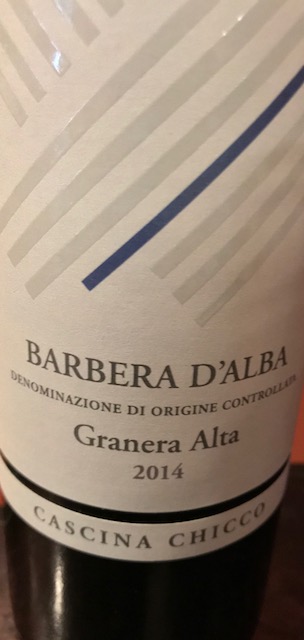 BARBERA D'ALBA
DENOMINAZIONE DI ORIGINE CONTROLLATA
Granera Alta
2014
CASCINA CHICCO